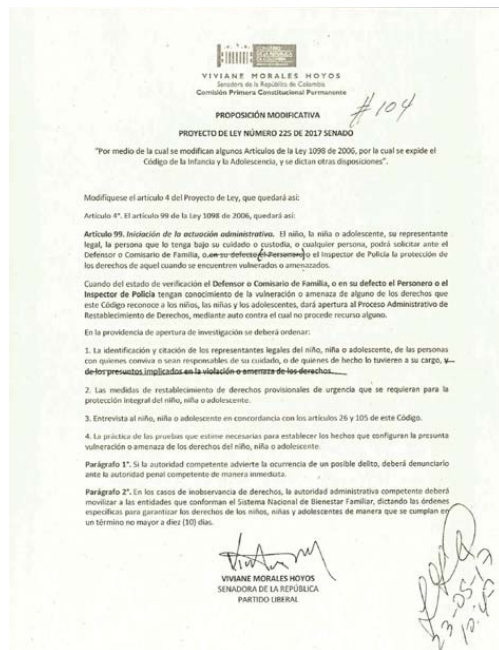 VIVIANE MORALES HOYOS
Senadora de la República de Colombia
Comisión Primera Constitucional Permanente
#104
PROPOSICIÓN MODIFICATIVA
PROYECTO DE LEY NÚMERO 225 DE 2017 SENADO
"Por medio de la cual se modifican algunos Artículos de la Ley 1098 de 2006, por la cual se expide el
Código de la Infancia y la Adolescencia, y se dictan otras disposiciones".
Modifíquese el artículo 4 del Proyecto de Ley, que quedará así:
Artículo 4°. El artículo 99 de la Ley 1098 de 2006, quedará así:
Artículo 99. Iniciación de la actuación administrativa. El niño, la niña o adolescente, su representante
legal, la persona que lo tenga bajo su cuidado o custodia, o cualquier persona, podrá solicitar ante el
Defensor o Comisario de Familia, o en su defecto (el Personero) o el Inspector de Policía la protección de
los derechos de aquel cuando se encuentren vulnerados o amenazados.
Cuando del estado de verificación el Defensor o Comisario de Familia, o en su defecto el Personero o el
Inspector de Policía tengan conocimiento de la vulneración o amenaza de alguno de los derechos que
este Código reconoce a los niños, las niñas y los adolescentes, dará apertura al Proceso Administrativo de
Restablecimiento de Derechos, mediante auto contra el cual no procede recurso alguno.
En la providencia de apertura de investigación se deberá ordenar:
1. La identificación y citación de los representantes legales del niño, niña o adolescente, de las personas
con quienes conviva o sean responsables de su cuidado, o de quienes de hecho lo tuvieren a su cargo, y
de los presuntos implicados en la violación o amenaza de los derechos.
2. Las medidas de restablecimiento de derechos provisionales de urgencia que se requieran para la
protección integral del niño, niña o adolescente.
3. Entrevista al niño, niña o adolescente en concordancia con los artículos 26 y 105 de este Código.
4. La práctica de las pruebas que estime necesarias para establecer los hechos que configuran la presunta
vulneración o amenaza de los derechos del niño, niña o adolescente.
Parágrafo 1°. Si la autoridad competente advierte la ocurrencia de un posible delito, deberá denunciarlo
ante la autoridad penal competente de manera inmediata.
Parágrafo 2°. En los casos de inobservancia de derechos, la autoridad administrativa competente deberá
movilizar a las entidades que conforman el Sistema Nacional de Bienestar Familiar, dictando las órdenes
específicas para garantizar los derechos de los niños, niñas y adolescentes de manera que se cumplan en
un término no mayor a diez (10) días.
VIVIANE MORALES HOYOS
SENADORA DE LA REPÚBLICA
PARTIDO LIBERAL
23-05-17